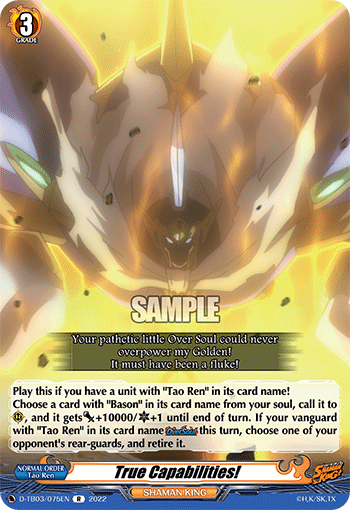 3
GRADE
SAMPLE
Your pathetic little Over Soul could never
overpower my Golden!
It must have been a fluke!
Play this if you have a unit with "Tao Ren" in its card name!
Choose a card with "Bason" in its card name from your soul, call it to
, and it gets +10000/ +1 until end of turn. If your vanguard
with "Tao Ren" in its card name this turn, choose one of your
opponent's rear-guards, and retire it.
NORMAL ORDER
Tao Ren
True Capabilities!
SHAMAN KING
D-TB03/075EN R 2022
SHAMAN KING
©H,K/SK,TX